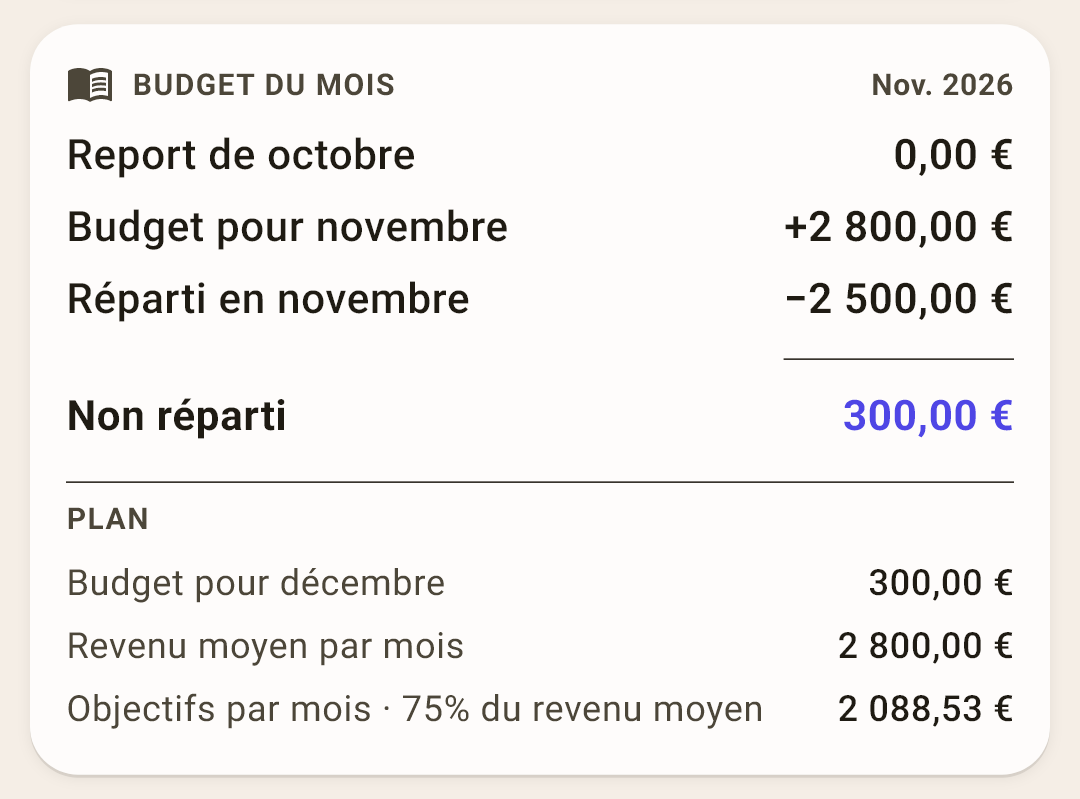 BUDGET DU MOIS Nov. 2026
Report de octobre 0,00 €
Budget pour novembre +2 800,00 €
Réparti en novembre −2 500,00 €
Non réparti 300,00 €
PLAN
Budget pour décembre 300,00 €
Revenu moyen par mois 2 800,00 €
Objectifs par mois · 75% du revenu moyen 2 088,53 €